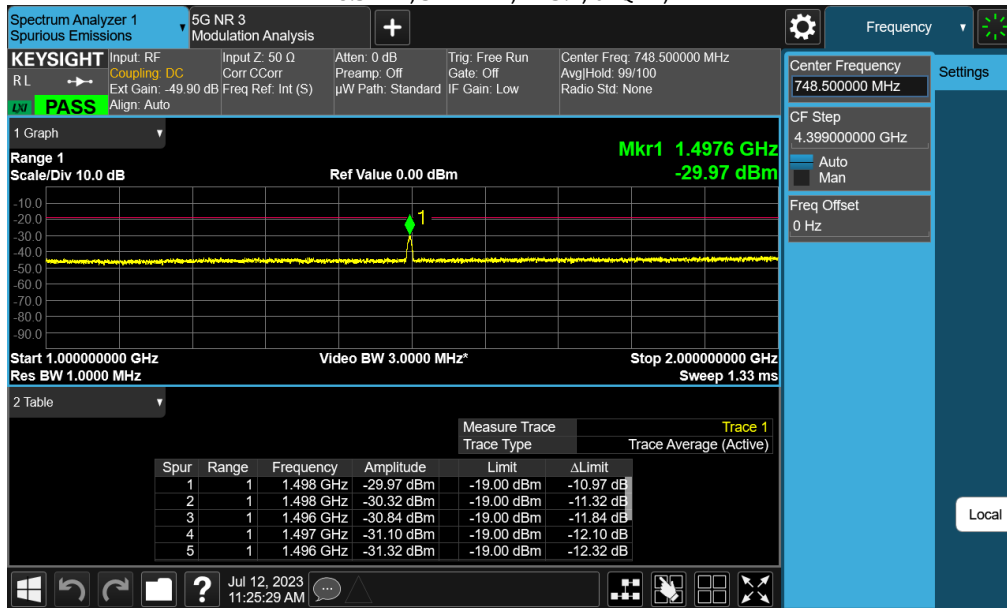 Spectrum Analyzer 1
Spurious Emissions
5G NR 3
Modulation Analysis
Frequency
KEYSIGHT
R L
LXI PASS
Input: RF
Coupling: DC
Ext Gain: -49.90 dB
Align: Auto
Input Z: 50 Ω
Corr CCorr
Freq Ref: Int (S)
Atten: 0 dB
Preamp: Off
µW Path: Standard
Trig: Free Run
Gate: Off
IF Gain: Low
Center Freq: 748.500000 MHz
Avg|Hold: 99/100
Radio Std: None
Center Frequency
748.500000 MHz
Settings
CF Step
4.399000000 GHz
Auto
Man
Freq Offset
0 Hz
1 Graph
Range 1
Scale/Div 10.0 dB
Ref Value 0.00 dBm
Mkr1 1.4976 GHz
-29.97 dBm
-10.0
-20.0
-30.0
-40.0
-50.0
-60.0
-70.0
-80.0
-90.0
1
Start 1.000000000 GHz
Video BW 3.0000 MHz*
Stop 2.000000000 GHz
Res BW 1.0000 MHz
Sweep 1.33 ms
2 Table
Measure Trace Trace 1
Trace Type Trace Average (Active)
Spur Range Frequency Amplitude Limit ΔLimit
1 1 1.498 GHz -29.97 dBm -19.00 dBm -10.97 dB
2 1 1.498 GHz -30.32 dBm -19.00 dBm -11.32 dB
3 1 1.496 GHz -30.84 dBm -19.00 dBm -11.84 dB
4 1 1.497 GHz -31.10 dBm -19.00 dBm -12.10 dB
5 1 1.496 GHz -31.32 dBm -19.00 dBm -12.32 dB
Local
?
Jul 12, 2023
11:25:29 AM